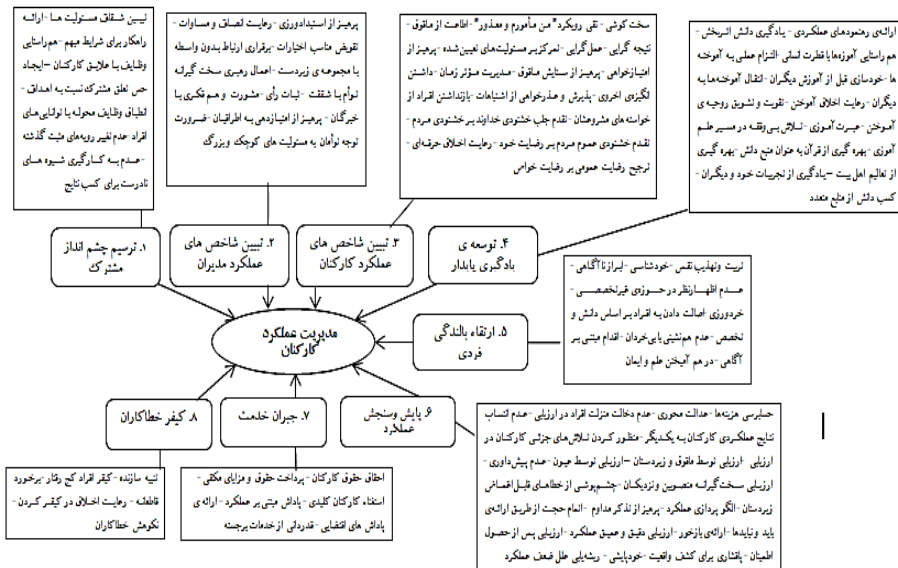 تبیین شفاف مسئولیت ها- ارائه
راهکار برای شرایط مبهم- هم‌راستایی
وظایف با علایق کارکنان- ایجاد
حس تعلق مشترک نسبت به اهداف-
انطباق وظایف محوله با توانایی‌های
افراد عدم تغییر رویه‌های مثبت گذشته
-عدم به کارگیری شیوه های
نادرست برای کسب نتایج
پرهیز از استبدادورزی- رعایت انصاف و مساوات-
تفویض مناسب اختیارات- برقراری ارتباط بدون واسطه
با مجموعه ی زیردست- اعمال رهبری سخت گیرانه
توأم با شفقت- ثبات رأی- مشورت و هم فکری با
خبرگان- پرهیز از امتیازدهی به اطرافیان- ضرورت
توجه توأمان به مسئولیت های کوچک و بزرگ
سخت کوشی- نفی رویکرد" من مأمورم و معذور"- اطاعت از مافوق-
نتیجه گرایی- عمل گرایی- تمرکز بر مسئولیت‌های تعیین شده- پرهیز از
امتیازخواهی- پرهیز از ستایش مافوق- مدیریت مؤثر زمان- داشتن
انگیزه‌ی اخروی- پذیرش و عذرخواهی از اشتباهات- بازنداشتن افراد از
خواسته های مشروعشان- تقدم جلب خشنودی خداوند بر خشنودی مردم-
تقدم خشنودی عموم مردم بر رضایت خود- رعایت اخلاق حرفه‌ای-
ترجیح رضایت عمومی بر رضایت خواص
ارائه‌ی رهنمودهای عملکردی- یادگیری دانش اثربخش-
هم راستایی آموزه‌ها با فطرت انسانی- التزام عملی به آموخته
ها- خودسازی قبل از آموزش دیگران- انتقال آموخته‌ها به
دیگران- رعایت اخلاق آموختن- تقویت و تشویق روحیه ی
آموختن- عبرت آموزی- تلاش بی‌وقفه در مسیر علم
آموزی- بهره گیری از قرآن به عنوان منبع دانش- بهره گیری
از تعالیم اهل بیت –یادگیری از تجربیات خود و دیگران-
کسب دانش از منابع متعدد
۱. ترسیم چشم انداز
مشترک
۲. تبیین شاخص های
عملکرد مدیران
۳. تبیین شاخص های
عملکرد کارکنان
۴. توسعه ی
یادگیری پایدار
مدیریت عملکرد
کارکنان
۵. ارتقاء بالندگی
فردی
تربیت وتهذیب نفس- خودشناسی- ابراز ناآگاهی-
عدم اظهارنظر در حوزه‌ی غیرتخصصی-
خردورزی اصالت دادن به افراد بر اساس دانش و
تخصص- عدم هم‌نشینی بابی‌خردان- اقدام مبتنی بر
آگاهی- در هم آمیختن علم و ایمان
۸. کیفر خطاکاران
۷. جبران خدمت
۶. پایش وسنجش
عملکرد
تنبیه سازنده- کیفر افراد کج رفتار- برخورد
قاطعانه- رعایت اخلاق در کیفر کردن-
نکوهش خطاکاران
احقاق حقوق کارکنان- پرداخت حقوق و مزایای مکفی-
استغناء کارکنان کلیدی- پاداش مبتنی بر عملکرد- ارائه ی
پاداش های اقتضایی- قدردانی از خدمات برجسته
حسابرسی هزینه‌ها- عدالت محوری- عدم دخالت منزلت افراد در ارزیابی- عدم انتساب
نتایج عملکردی کارکنان به یکدیگر- منظور کردن تلاش‌های جزئی کارکنان در
ارزیابی- ارزیابی توسط مافوق و زیردستان –ارزیابی توسط عیون- عدم پیش‌داوری-
ارزیابی سخت‌گیرانه منصوبین و نزدیکان- چشم‌پوشی از خطاهای قابل اغماض
زیردستان- الگو پردازی عملکرد- پرهیز از تذکر مداوم- اتمام حجت از طریق ارائه‌ی
باید و نبایدها- ارائه‌ی بازخور- ارزیابی دقیق و عمیق عملکرد- ارزیابی پس از حصول
اطمینان- پافشاری برای کشف واقعیت- خودپایشی- ریشه‌یابی علل ضعف عملکرد